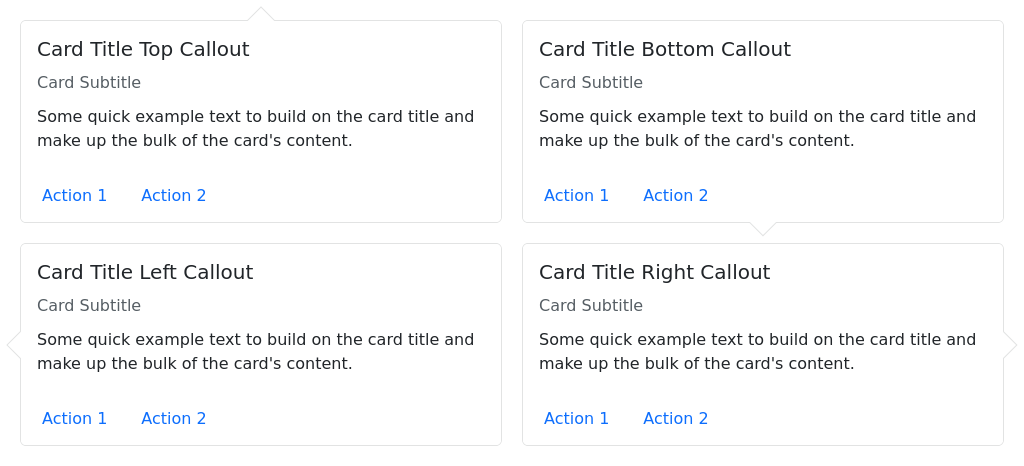 Card Title Top Callout
Card Subtitle
Some quick example text to build on the card title and
make up the bulk of the card's content.
Action 1 Action 2
Card Title Bottom Callout
Card Subtitle
Some quick example text to build on the card title and
make up the bulk of the card's content.
Action 1 Action 2
Card Title Left Callout
Card Subtitle
Some quick example text to build on the card title and
make up the bulk of the card's content.
Action 1 Action 2
Card Title Right Callout
Card Subtitle
Some quick example text to build on the card title and
make up the bulk of the card's content.
Action 1 Action 2